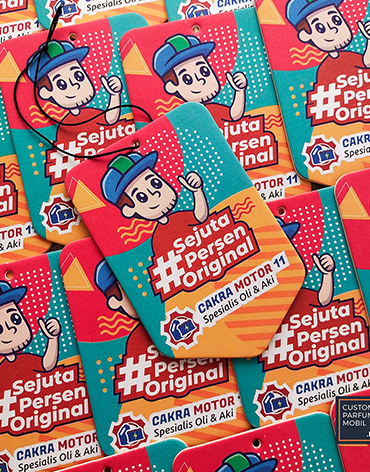 #Sejuta
Persen
Original
CAKRA MOTOR 11
Spesialis Oli & Aki
CUSTOM
PARFUM
MOBIL